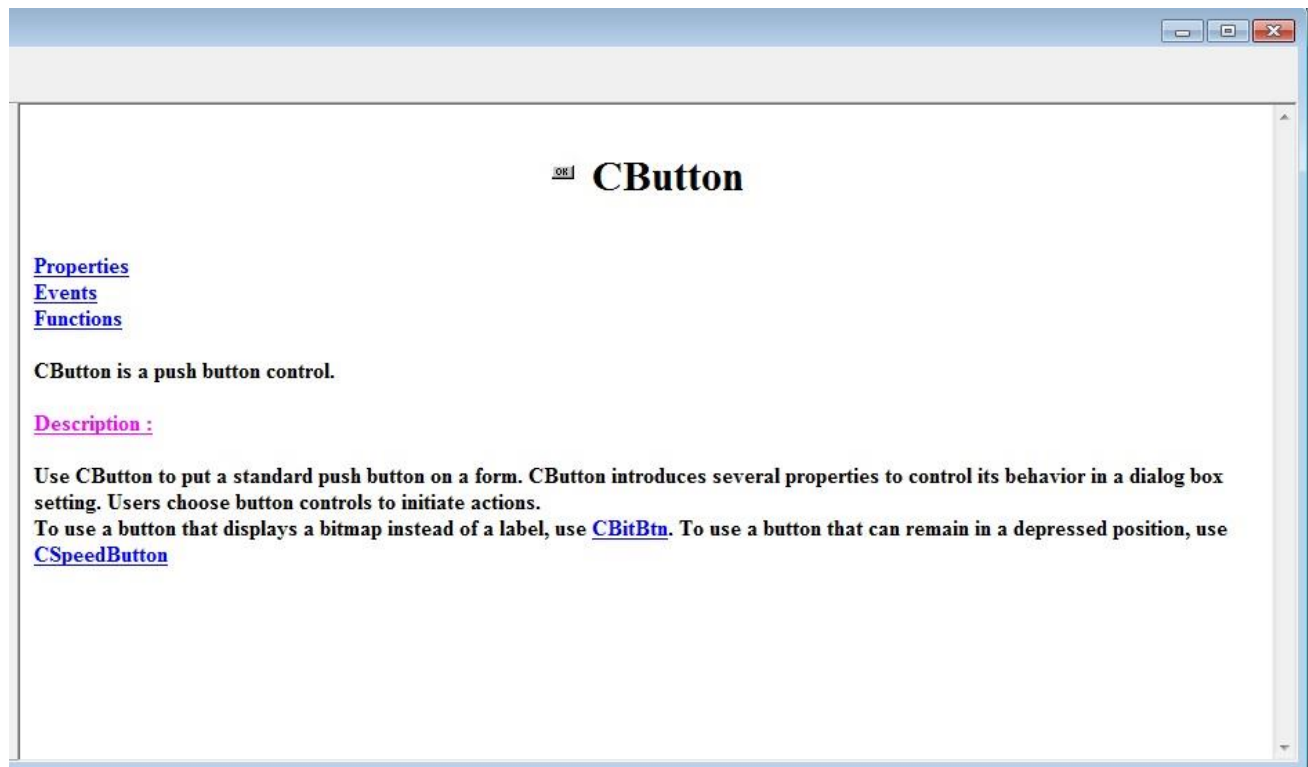 OK CButton
Properties
Events
Functions
CButton is a push button control.
Description :
Use CButton to put a standard push button on a form. CButton introduces several properties to control its behavior in a dialog box
setting. Users choose button controls to initiate actions.
To use a button that displays a bitmap instead of a label, use CBitBtn. To use a button that can remain in a depressed position, use
CSpeedButton